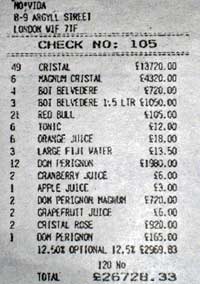 MO*VIDA
8-9 ARGYLL STREET
LONDON W1F 7TF
CHECK NO: 105
49 CRISTAL £13720.00
6 MAGNUM CRISTAL £4320.00
4 BOT BELVEDERE £720.00
3 BOT BELVEDERE 1.5 LTR £1050.00
21 RED BULL £105.00
6 TONIC £12.00
6 ORANGE JUICE £18.00
3 LARGE FIJI WATER £13.50
12 DOM PERIGNON £1980.00
2 CRANBERRY JUICE £6.00
1 APPLE JUICE £3.00
2 DOM PERIGNON MAGNUM £720.00
2 GRAPEFRUIT JUICE £6.00
2 CRISTAL ROSE £920.00
1 DOM PERIGNON £165.00
12.50% OPTIONAL 12.5% £2969.83
120 No
TOTAL £26728.33